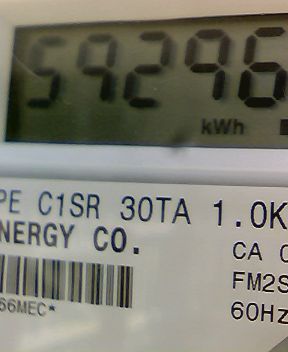 59296
kWh
PE C1SR 30TA 1.0K
NERGY CO.
CA
FM2S
66MEC*
60Hz